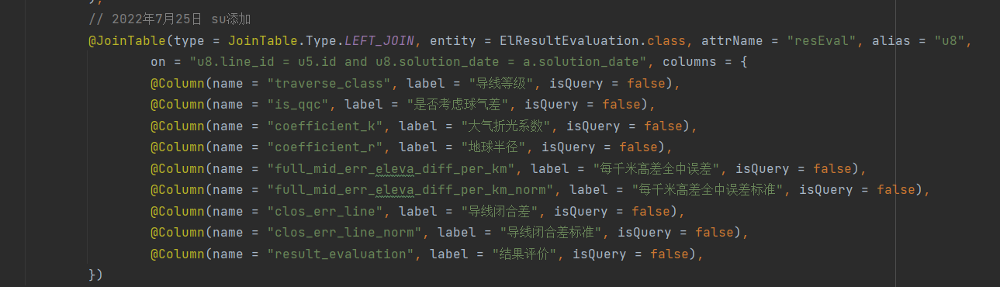 },
// 2022年7月25日 su添加
@JoinTable(type = JoinTable.Type.LEFT_JOIN, entity = ElResultEvaluation.class, attrName = "resEval", alias = "u8",
on = "u8.line_id = u5.id and u8.solution_date = a.solution_date", columns = {
@Column(name = "traverse_class", label = "导线等级", isQuery = false),
@Column(name = "is_qqc", label = "是否考虑球气差", isQuery = false),
@Column(name = "coefficient_k", label = "大气折光系数", isQuery = false),
@Column(name = "coefficient_r", label = "地球半径", isQuery = false),
@Column(name = "full_mid_err_eleva_diff_per_km", label = "每千米高差全中误差", isQuery = false),
@Column(name = "full_mid_err_eleva_diff_per_km_norm", label = "每千米高差全中误差标准", isQuery = false),
@Column(name = "clos_err_line", label = "导线闭合差", isQuery = false),
@Column(name = "clos_err_line_norm", label = "导线闭合差标准", isQuery = false),
@Column(name = "result_evaluation", label = "结果评价", isQuery = false),
})